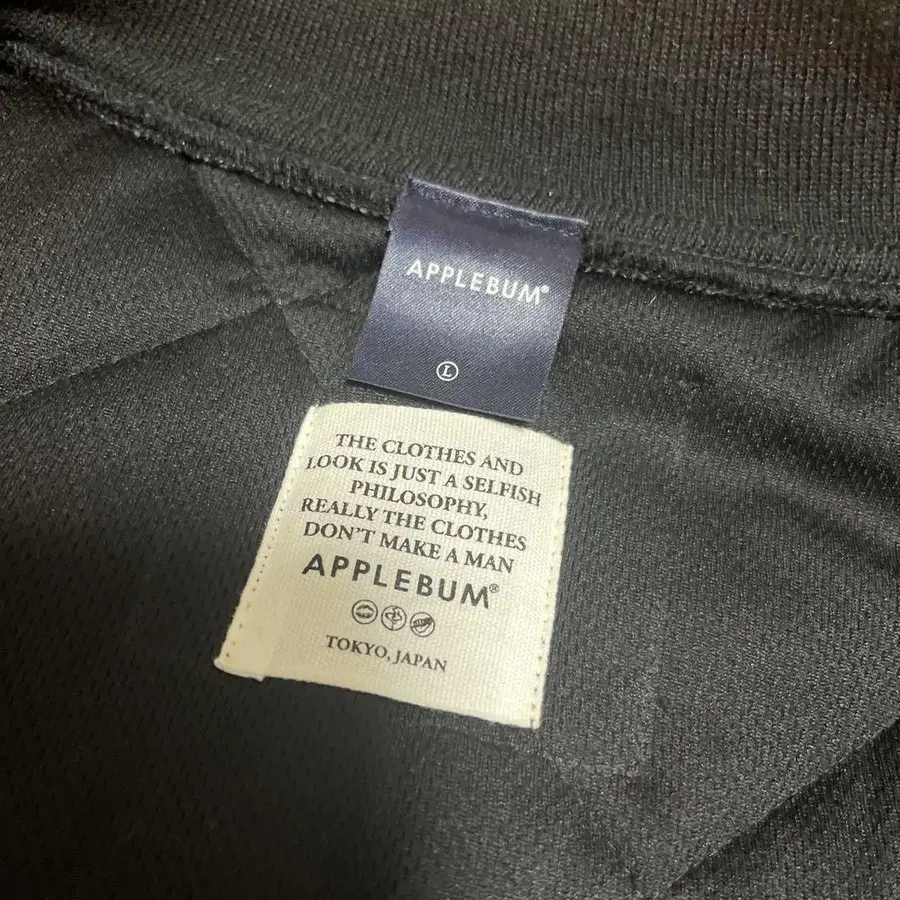 APPLEBUM®
L
THE CLOTHES AND
LOOK IS JUST A SELFISH
PHILOSOPHY,
REALLY THE CLOTHES
DON'T MAKE A MAN
APPLEBUM®
TOKYO, JAPAN